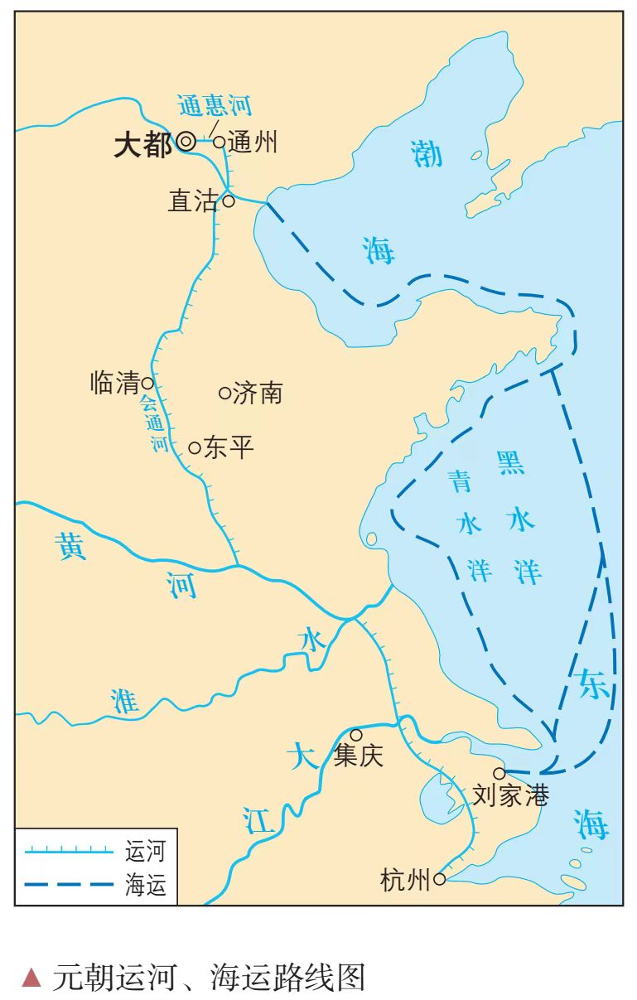 通惠河
大都
通州
直沽
渤海
临清
济南
会通河
东平
青水洋
黑水洋
黄河
淮水
东海
大江
集庆
刘家港
杭州
运河
海运
▲ 元朝运河、海运路线图